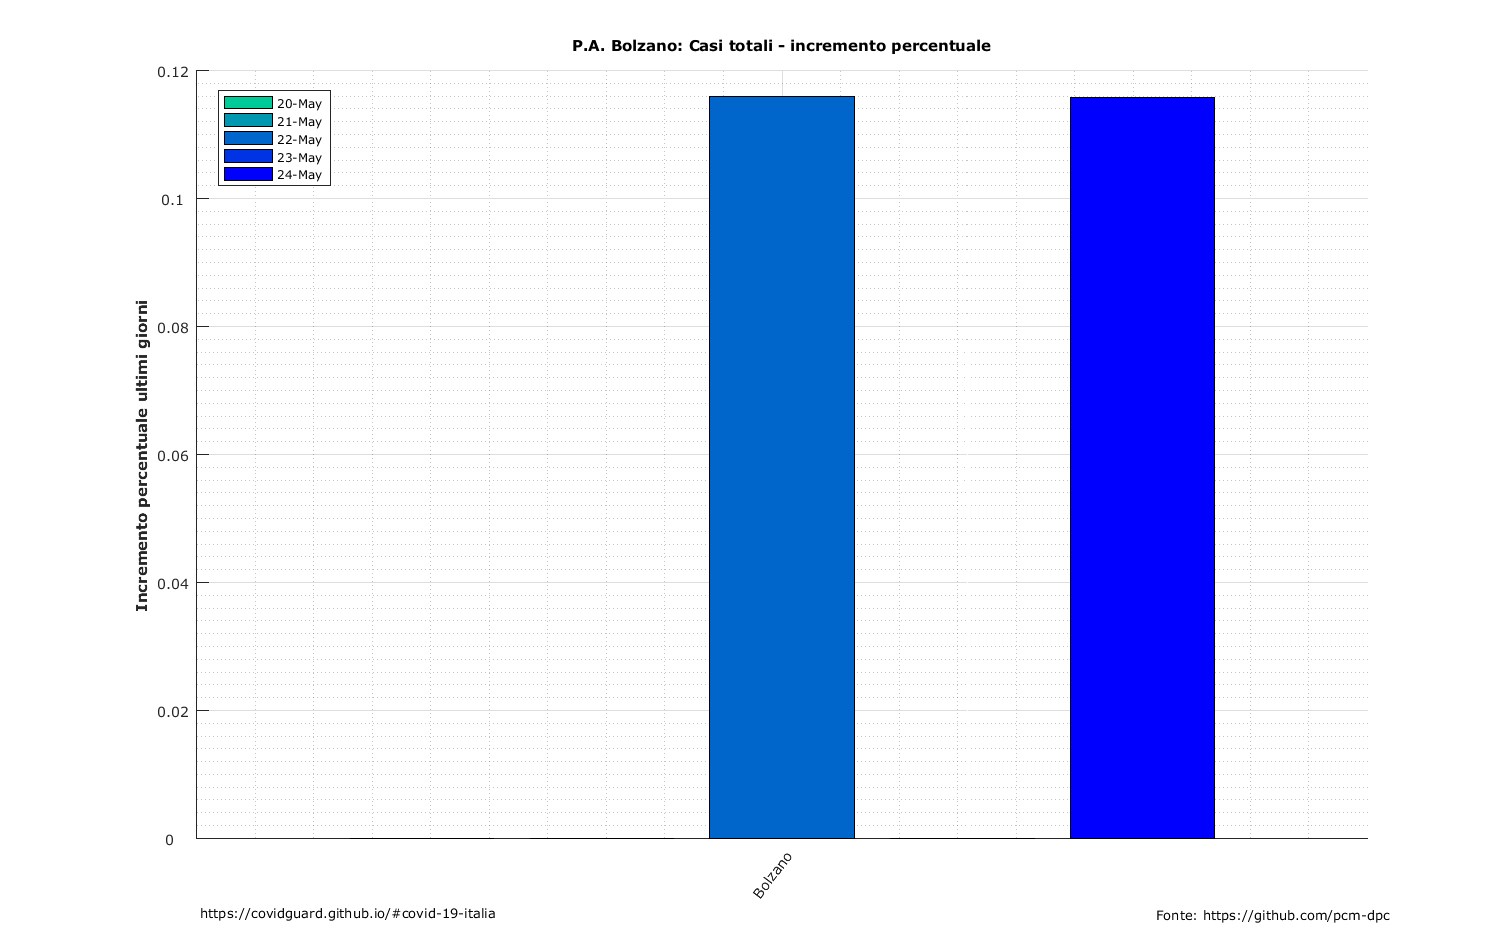 P.A. Bolzano: Casi totali - incremento percentuale
0.12
0.1
0.08
0.06
0.04
0.02
0
Incremento percentuale ultimi giorni
20-May
21-May
22-May
23-May
24-May
Bolzano
https://covidguard.github.io/#covid-19-italia
Fonte: https://github.com/pcm-dpc